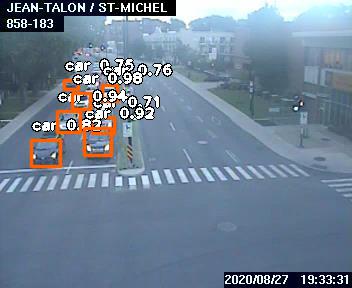 JEAN-TALON / ST-MICHEL
858-183
car 0.75
car 0.76
car 0.98
car 0.94
car 0.71
car 0.92
car 0.82
2020/08/27 19:33:31